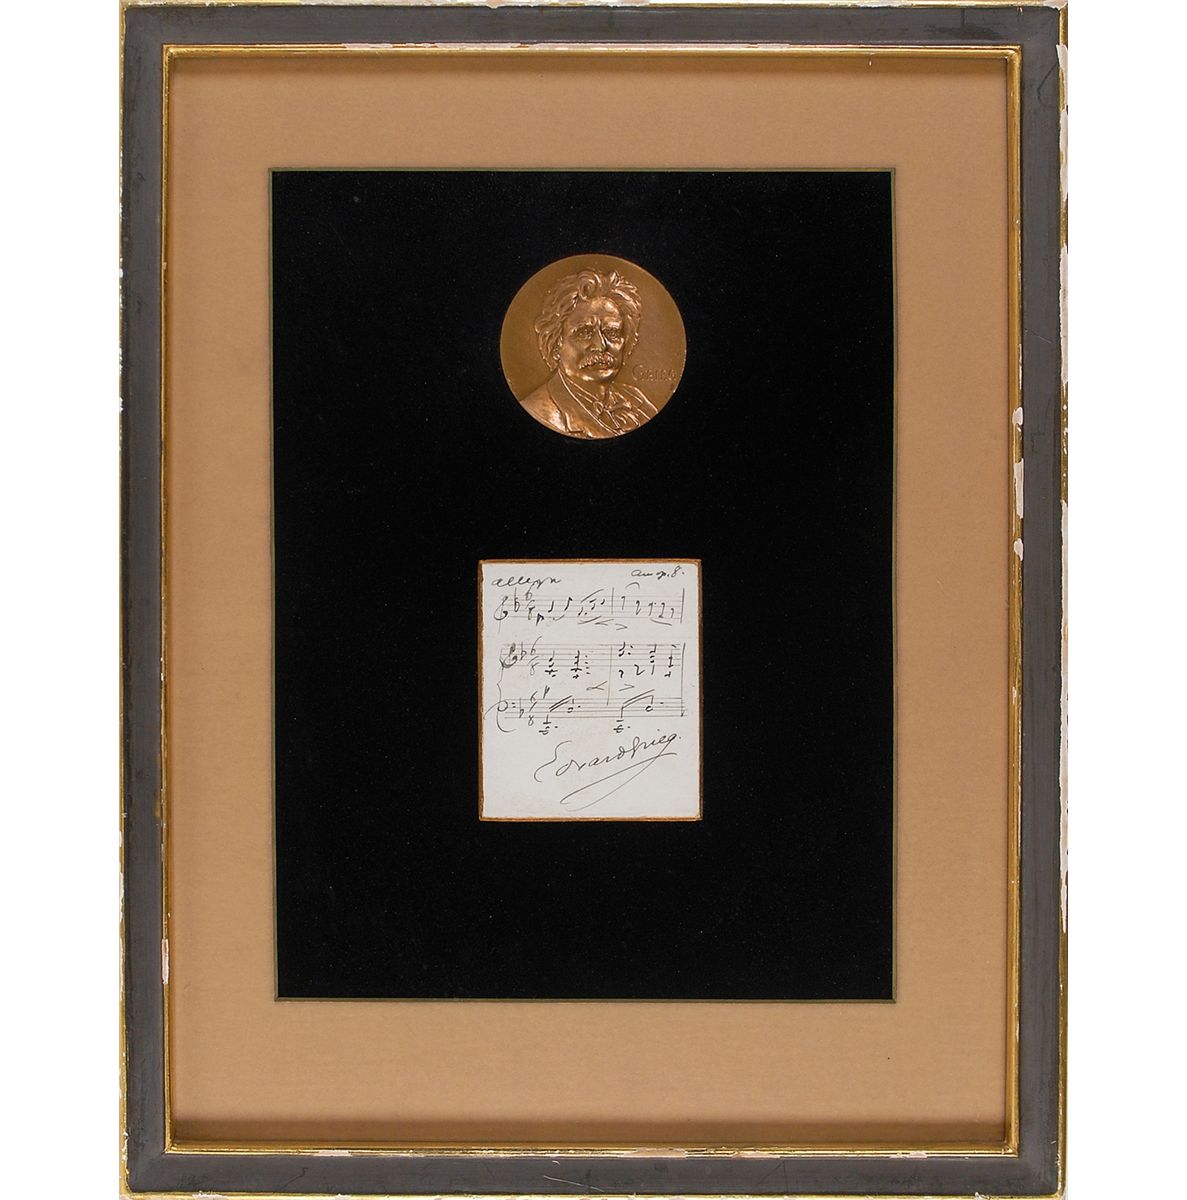 GRIEG
Allegro aus op. 8.
Edvard Grieg.